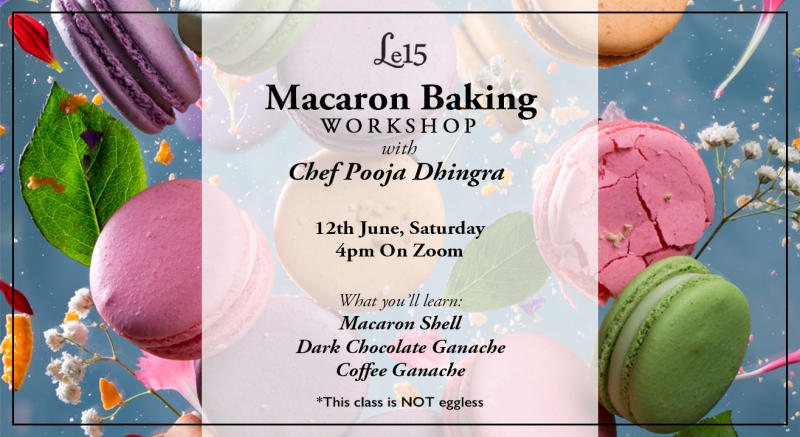 Le15
Macaron Baking
WORKSHOP
with
Chef Pooja Dhingra
12th June, Saturday
4pm On Zoom
What you'll learn:
Macaron Shell
Dark Chocolate Ganache
Coffee Ganache
*This class is NOT eggless